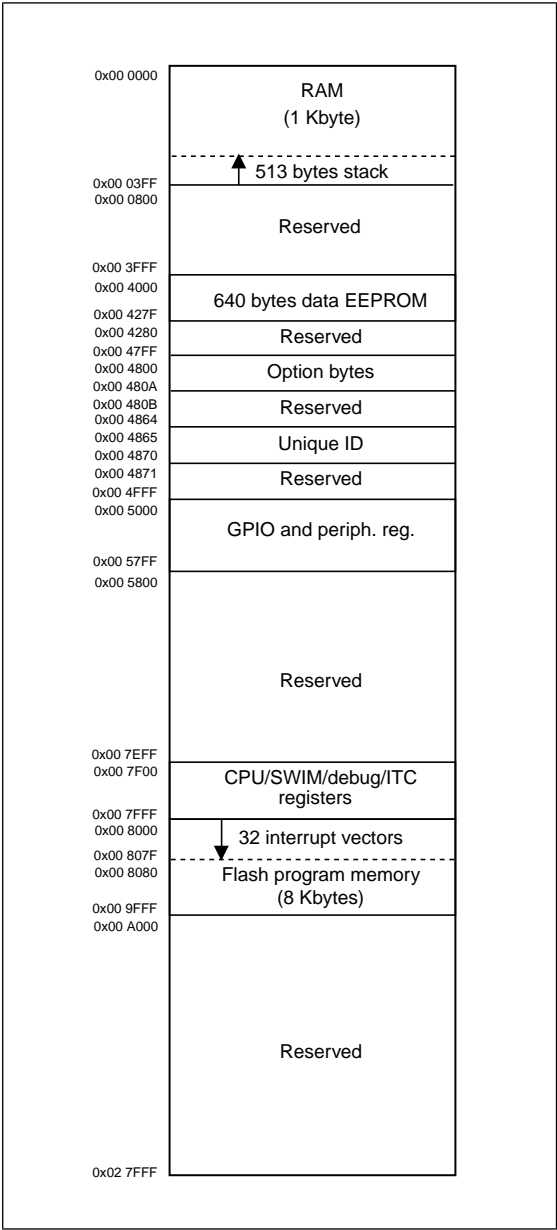 0x00 0000
RAM
(1 Kbyte)
513 bytes stack
0x00 03FF
0x00 0800
Reserved
0x00 3FFF
0x00 4000
640 bytes data EEPROM
0x00 427F
0x00 4280
Reserved
0x00 47FF
0x00 4800
Option bytes
0x00 480A
0x00 480B
Reserved
0x00 4864
0x00 4865
Unique ID
0x00 4870
0x00 4871
Reserved
0x00 4FFF
0x00 5000
GPIO and periph. reg.
0x00 57FF
0x00 5800
Reserved
0x00 7EFF
0x00 7F00
CPU/SWIM/debug/ITC
registers
0x00 7FFF
0x00 8000
32 interrupt vectors
0x00 807F
0x00 8080
Flash program memory
(8 Kbytes)
0x00 9FFF
0x00 A000
Reserved
0x02 7FFF